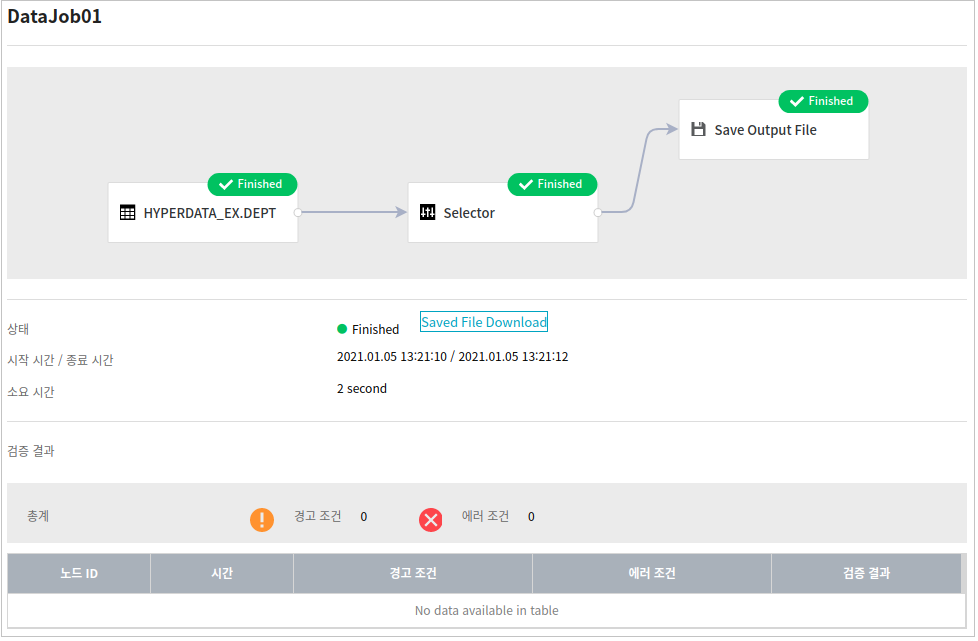 DataJob01
Finished
Save Output File
Finished
HYPERDATA_EX.DEPT
Finished
Selector
상태
Finished
Saved File Download
시작 시간 / 종료 시간
2021.01.05 13:21:10 / 2021.01.05 13:21:12
소요 시간
2 second
검증 결과
총계
경고 조건 0
에러 조건 0
노드 ID 시간 경고 조건 에러 조건 검증 결과
No data available in table